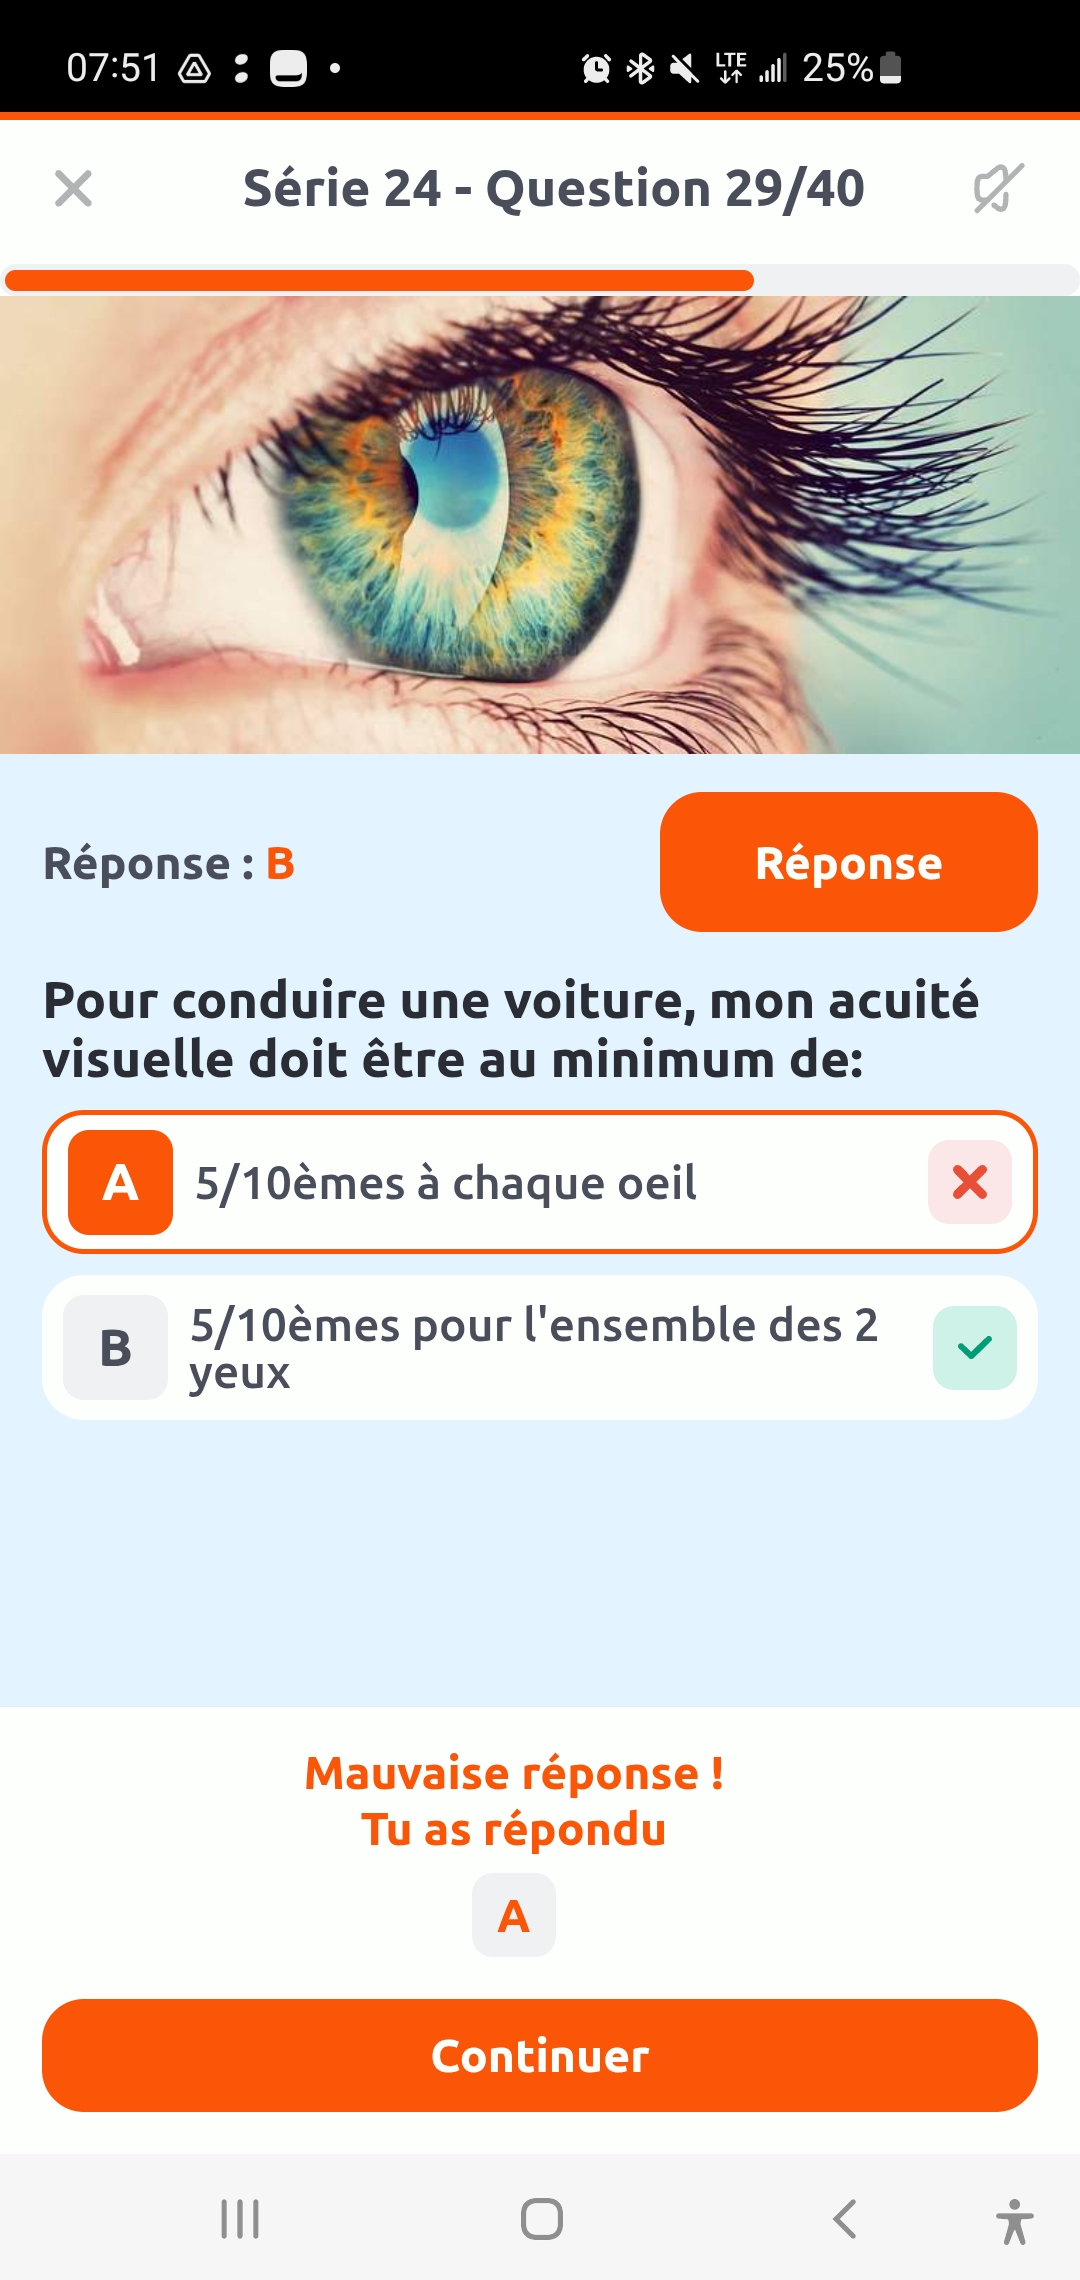 07:51 LTE 25%
Série 24 - Question 29/40
Réponse : B
Réponse
Pour conduire une voiture, mon acuité
visuelle doit être au minimum de:
A 5/10èmes à chaque oeil
B 5/10èmes pour l'ensemble des 2
yeux
Mauvaise réponse !
Tu as répondu
A
Continuer